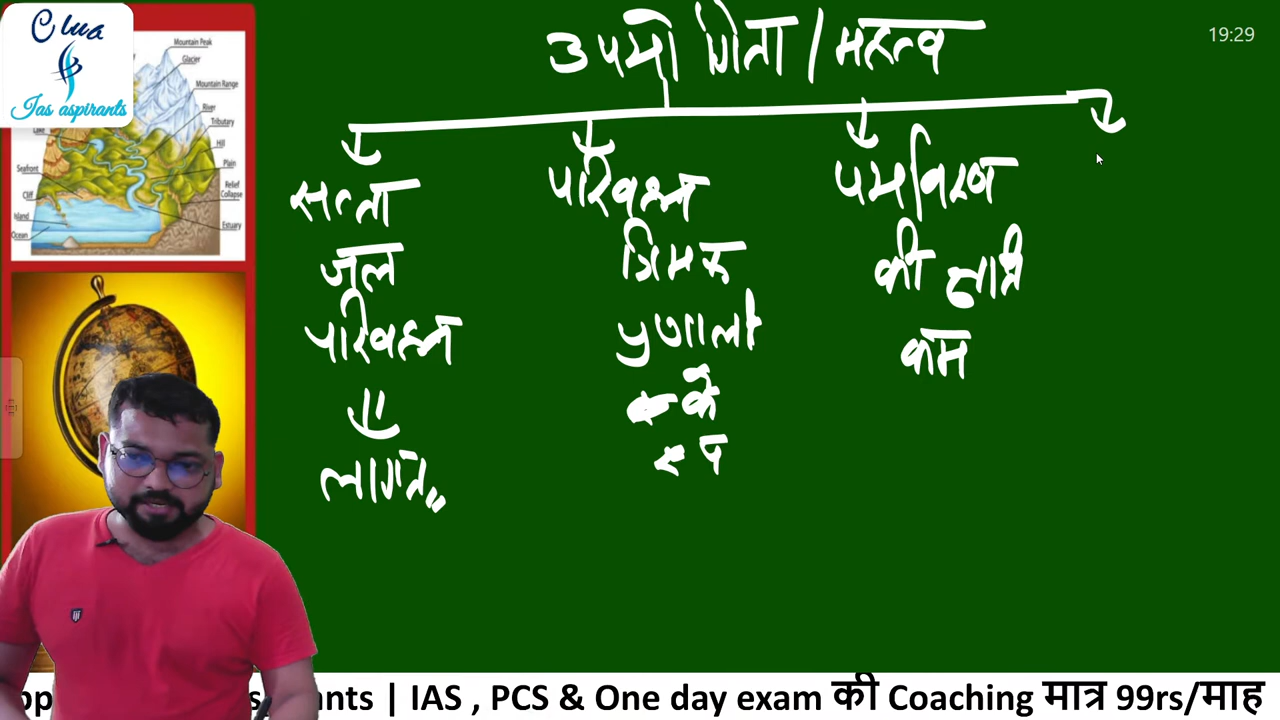 Clua
Ias aspirants
Mountain Peak
Glacier
Mountain Range
River
Tributary
Hill
Plain
Relief
Collapse
Estuary
Lake
Seafront
Cliff
Island
Ocean
19:29
उपयोगिता / महत्व
सस्ता
जल
परिवहन
लागत
परिवहन
प्रणाली
के
रूप
पर्यावरण
की क्षति
कम
nts | IAS , PCS & One day exam की Coaching मात्र 99rs/माह